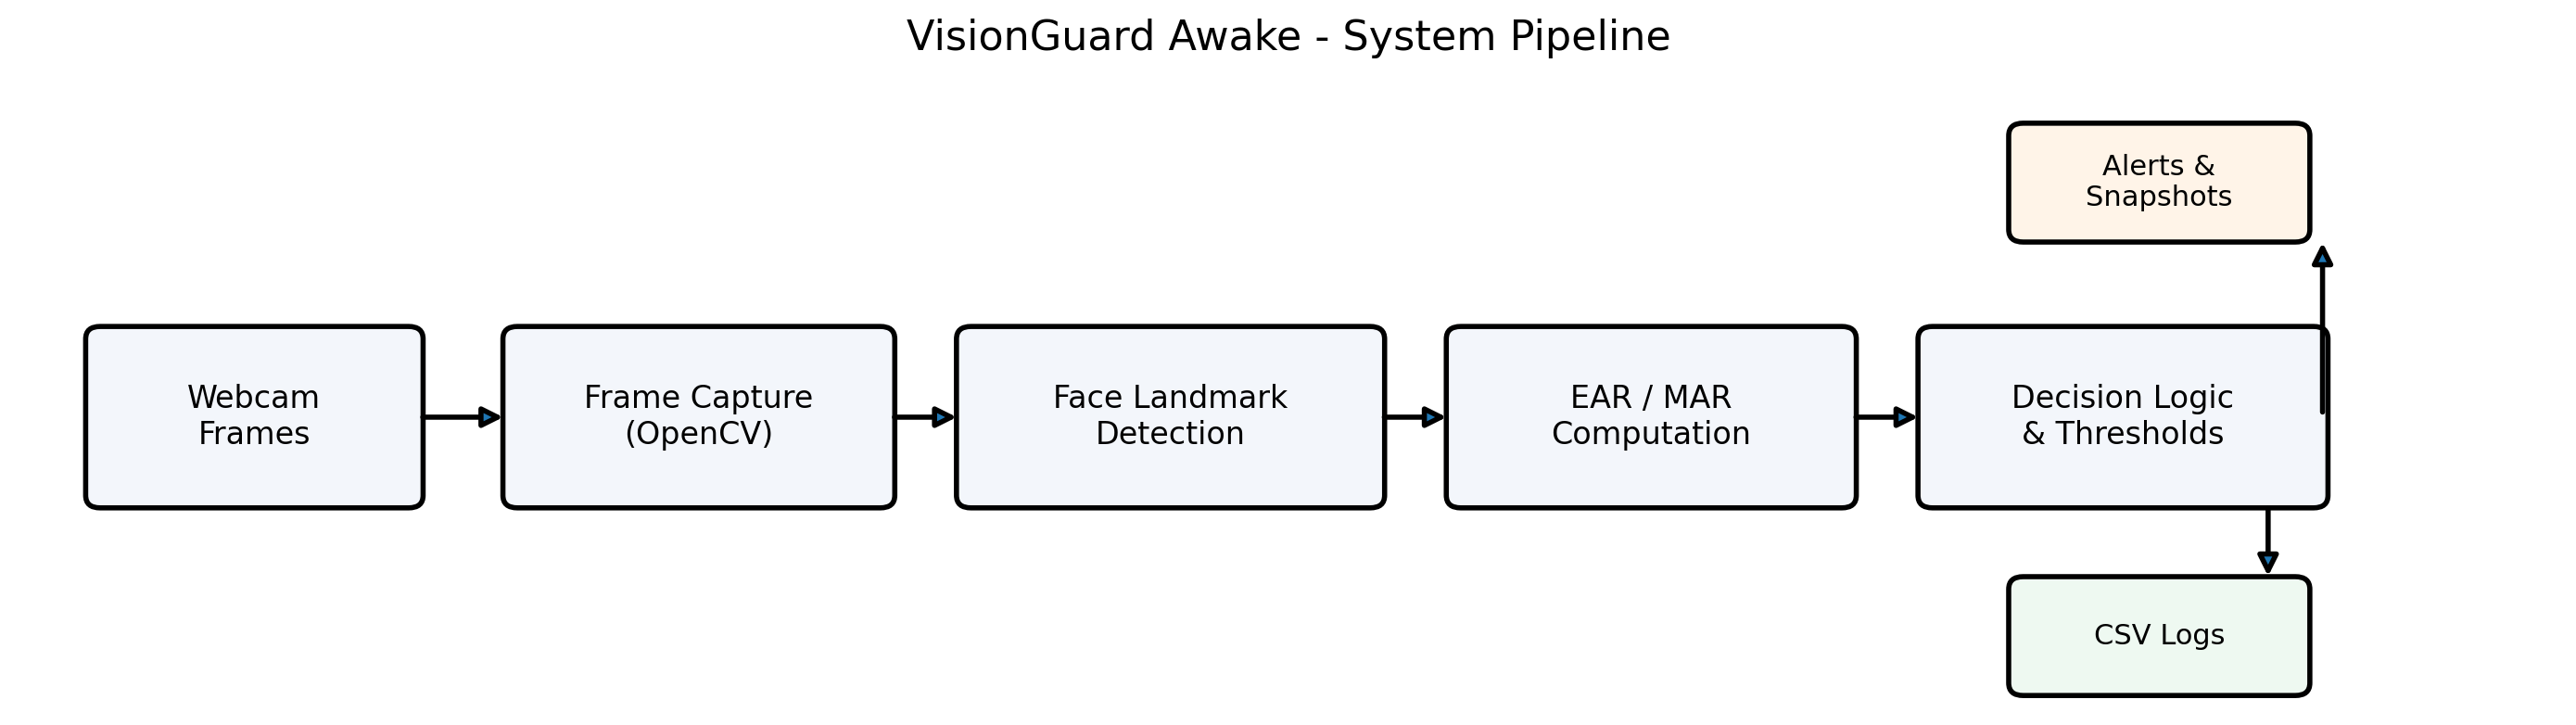 VisionGuard Awake - System Pipeline
Alerts &
Snapshots
Webcam
Frames
Frame Capture
(OpenCV)
Face Landmark
Detection
EAR / MAR
Computation
Decision Logic
& Thresholds
CSV Logs